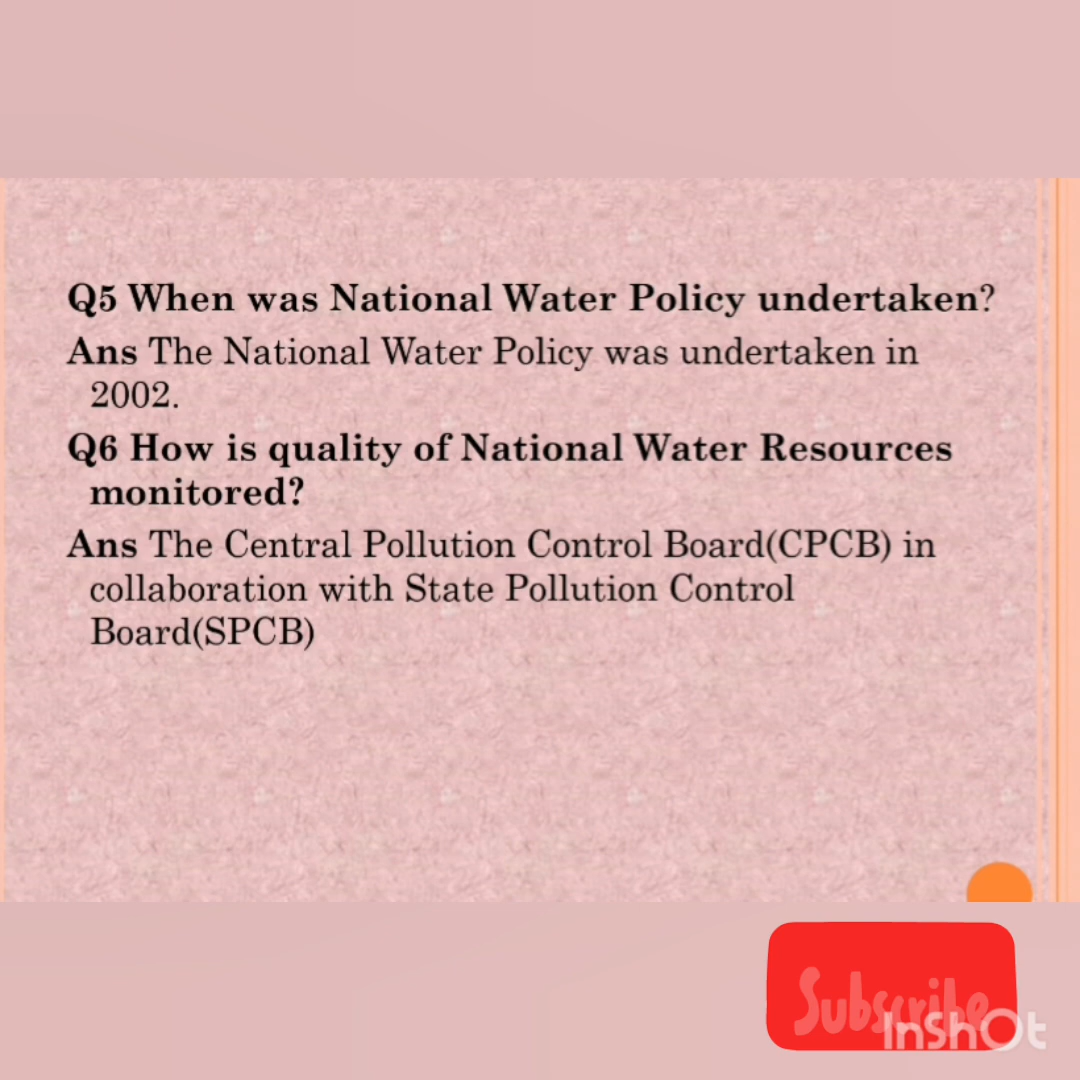 Q5 When was National Water Policy undertaken?
Ans The National Water Policy was undertaken in
2002.
Q6 How is quality of National Water Resources
monitored?
Ans The Central Pollution Control Board(CPCB) in
collaboration with State Pollution Control
Board(SPCB)
Subscribe
InShOt